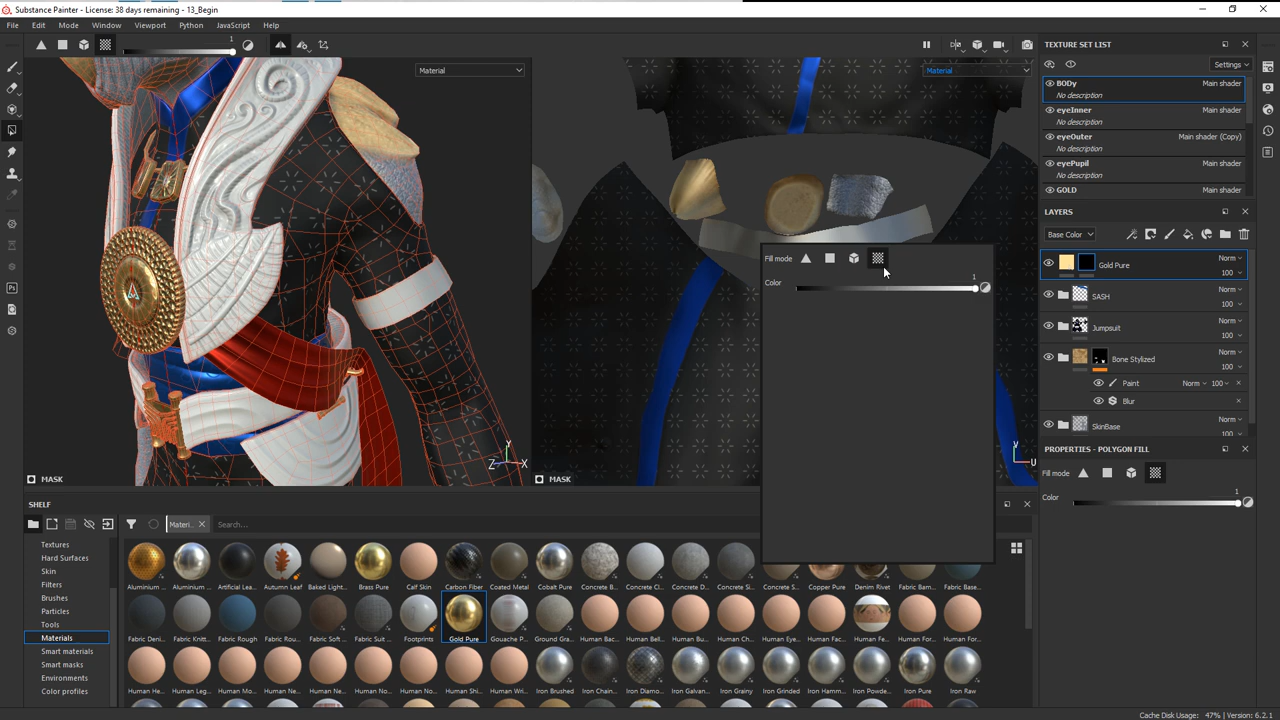 Substance Painter - License: 38 days remaining - 13_Begin
File Edit Mode Window Viewport Python JavaScript Help
1
Material
Material
TEXTURE SET LIST
Settings
BODy Main shader
No description
eyeInner Main shader
No description
eyeOuter Main shader (Copy)
No description
eyePupil Main shader
No description
GOLD Main shader
LAYERS
Base Color
Gold Pure Norm 100
SASH Norm 100
Jumpsuit Norm 100
Bone Stylized Norm 100
Paint Norm 100
Blur
SkinBase Norm 100
PROPERTIES - POLYGON FILL
Fill mode
Color 1
Fill mode
Color 1
Y
Z X
V
U
MASK
MASK
SHELF
Materi... Search...
Textures
Hard Surfaces
Skin
Filters
Brushes
Particles
Tools
Materials
Smart materials
Smart masks
Environments
Color profiles
Aluminium ... Aluminium ... Artificial Lea... Autumn Leaf Baked Light... Brass Pure Calf Skin Carbon Fiber Coated Metal Cobalt Pure Concrete B... Concrete Cl... Concrete D... Concrete S... Copper Pure Denim Rivet Fabric Bam... Fabric Base...
Fabric Deni... Fabric Knitt... Fabric Rough Fabric Rou... Fabric Soft ... Fabric Suit ... Footprints Gold Pure Gouache P... Ground Gra... Human Bac... Human Bell... Human Bu... Human Ch... Human Eye... Human Fac... Human Fe... Human For... Human For...
Human He... Human Leg... Human Mo... Human Ne... Human Ne... Human No... Human No... Human Shi... Human Wri... Iron Brushed Iron Chain... Iron Diamo... Iron Galvan... Iron Grainy Iron Grinded Iron Hamm... Iron Powde... Iron Pure Iron Raw
Cache Disk Usage: 47% | Version: 6.2.1